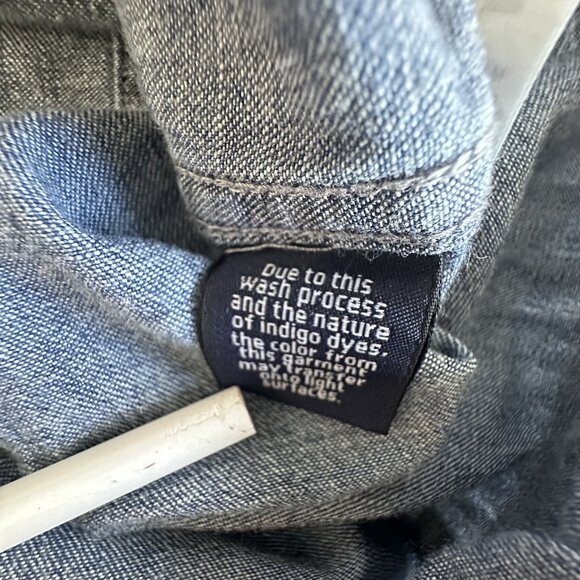 Due to this
wash process
and the nature
of indigo dyes,
the color from
this garment
may transfer
onto light
surfaces.